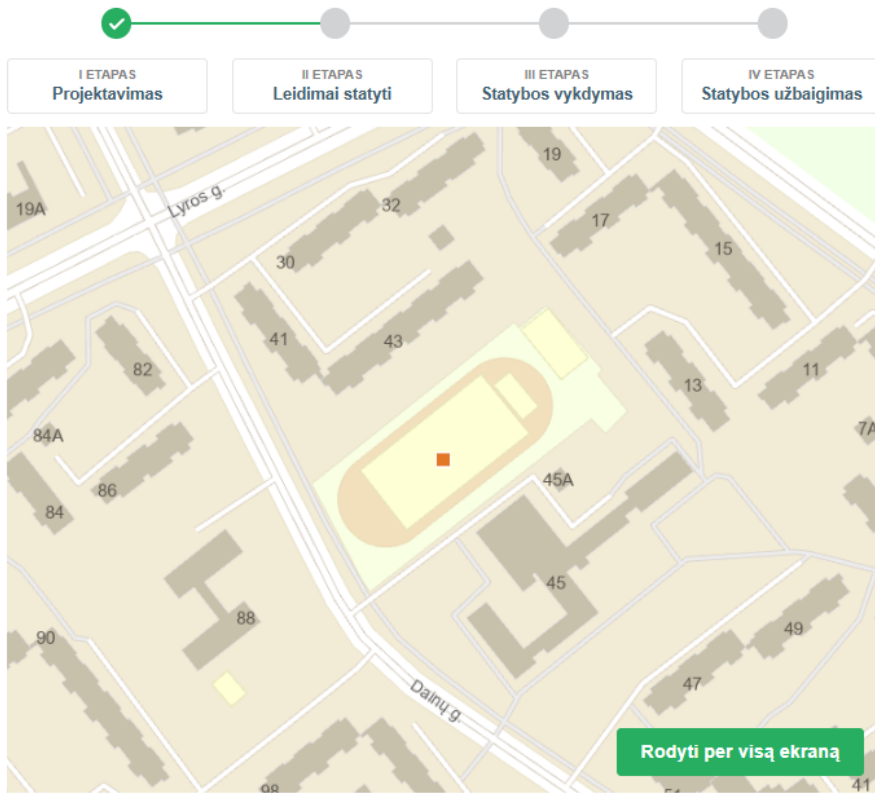 I ETAPAS
Projektavimas
II ETAPAS
Leidimai statyti
III ETAPAS
Statybos vykdymas
IV ETAPAS
Statybos užbaigimas
19
19A
Lyros g.
32
17
15
30
41
43
82
13
11
84A
7A
86
45A
84
45
88
90
49
47
Dainų g.
Rodyti per visą ekraną
98
51
41